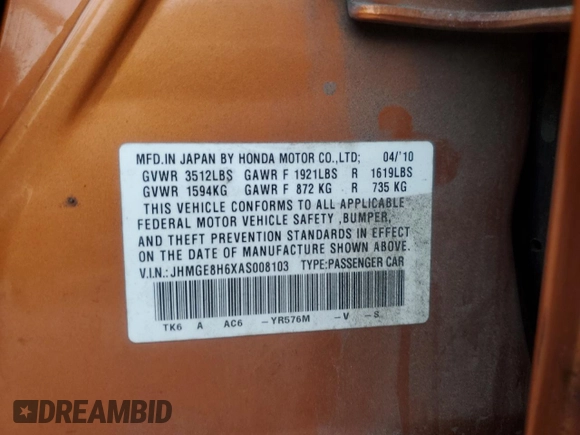 MFD.IN JAPAN BY HONDA MOTOR CO.,LTD; 04/'10
GVWR 3512LBS GAWR F 1921LBS R 1619LBS
GVWR 1594KG GAWR F 872 KG R 735 KG
THIS VEHICLE CONFORMS TO ALL APPLICABLE
FEDERAL MOTOR VEHICLE SAFETY ,BUMPER,
AND THEFT PREVENTION STANDARDS IN EFFECT
ON THE DATE OF MANUFACTURE SHOWN ABOVE.
V.I.N.:JHMGE8H6XAS008103 TYPE:PASSENGER CAR
TK6 A AC6 -YR576M -V -S
DREAMBID